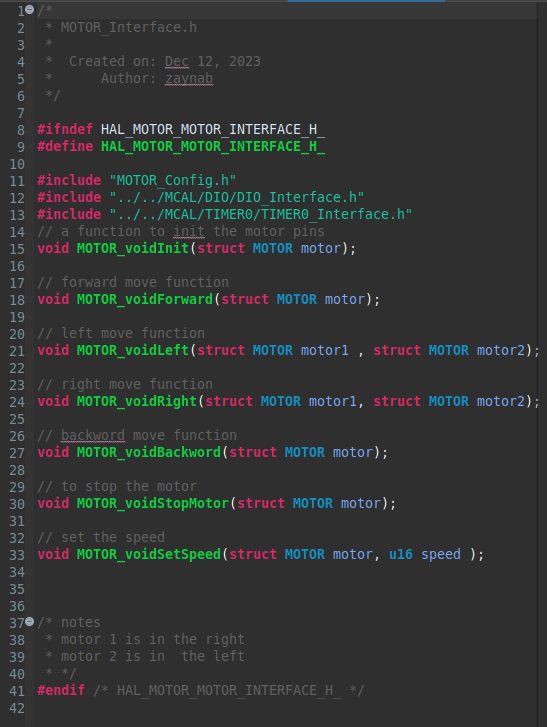 1 /*
2  * MOTOR_Interface.h
3  *
4  *  Created on: Dec 12, 2023
5  *      Author: zaynab
6  */
7
8 #ifndef HAL_MOTOR_MOTOR_INTERFACE_H_
9 #define HAL_MOTOR_MOTOR_INTERFACE_H_
10
11 #include "MOTOR_Config.h"
12 #include "../../MCAL/DIO/DIO_Interface.h"
13 #include "../../MCAL/TIMER0/TIMER0_Interface.h"
14 // a function to init the motor pins
15 void MOTOR_voidInit(struct MOTOR motor);
16
17 // forward move function
18 void MOTOR_voidForward(struct MOTOR motor);
19
20 // left move function
21 void MOTOR_voidLeft(struct MOTOR motor1 , struct MOTOR motor2);
22
23 // right move function
24 void MOTOR_voidRight(struct MOTOR motor1, struct MOTOR motor2);
25
26 // backword move function
27 void MOTOR_voidBackword(struct MOTOR motor);
28
29 // to stop the motor
30 void MOTOR_voidStopMotor(struct MOTOR motor);
31
32 // set the speed
33 void MOTOR_voidSetSpeed(struct MOTOR motor, u16 speed );
34
35
36
37 /* notes
38  * motor 1 is in the right
39  * motor 2 is in  the left
40  * */
41 #endif /* HAL_MOTOR_MOTOR_INTERFACE_H_ */
42